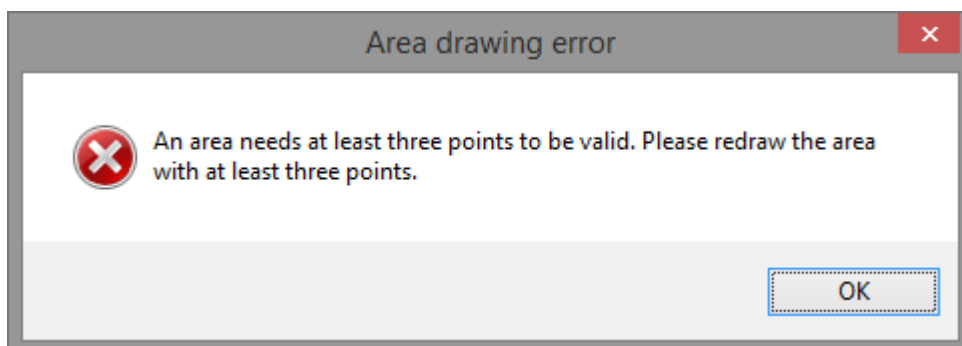 Area drawing error
An area needs at least three points to be valid. Please redraw the area
with at least three points.
OK